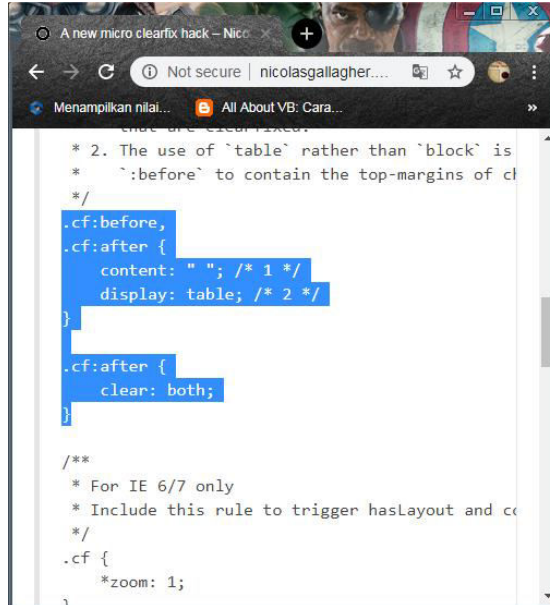 A new micro clearfix hack – Nico
Not secure | nicolasgallagher....
Menampilkan nilai... All About VB: Cara... »
that are clearfixed.
* 2. The use of `table` rather than `block` is
* `:before` to contain the top-margins of ch
*/
.cf:before,
.cf:after {
content: " "; /* 1 */
display: table; /* 2 */
}
.cf:after {
clear: both;
}
/**
* For IE 6/7 only
* Include this rule to trigger hasLayout and co
*/
.cf {
*zoom: 1;
}